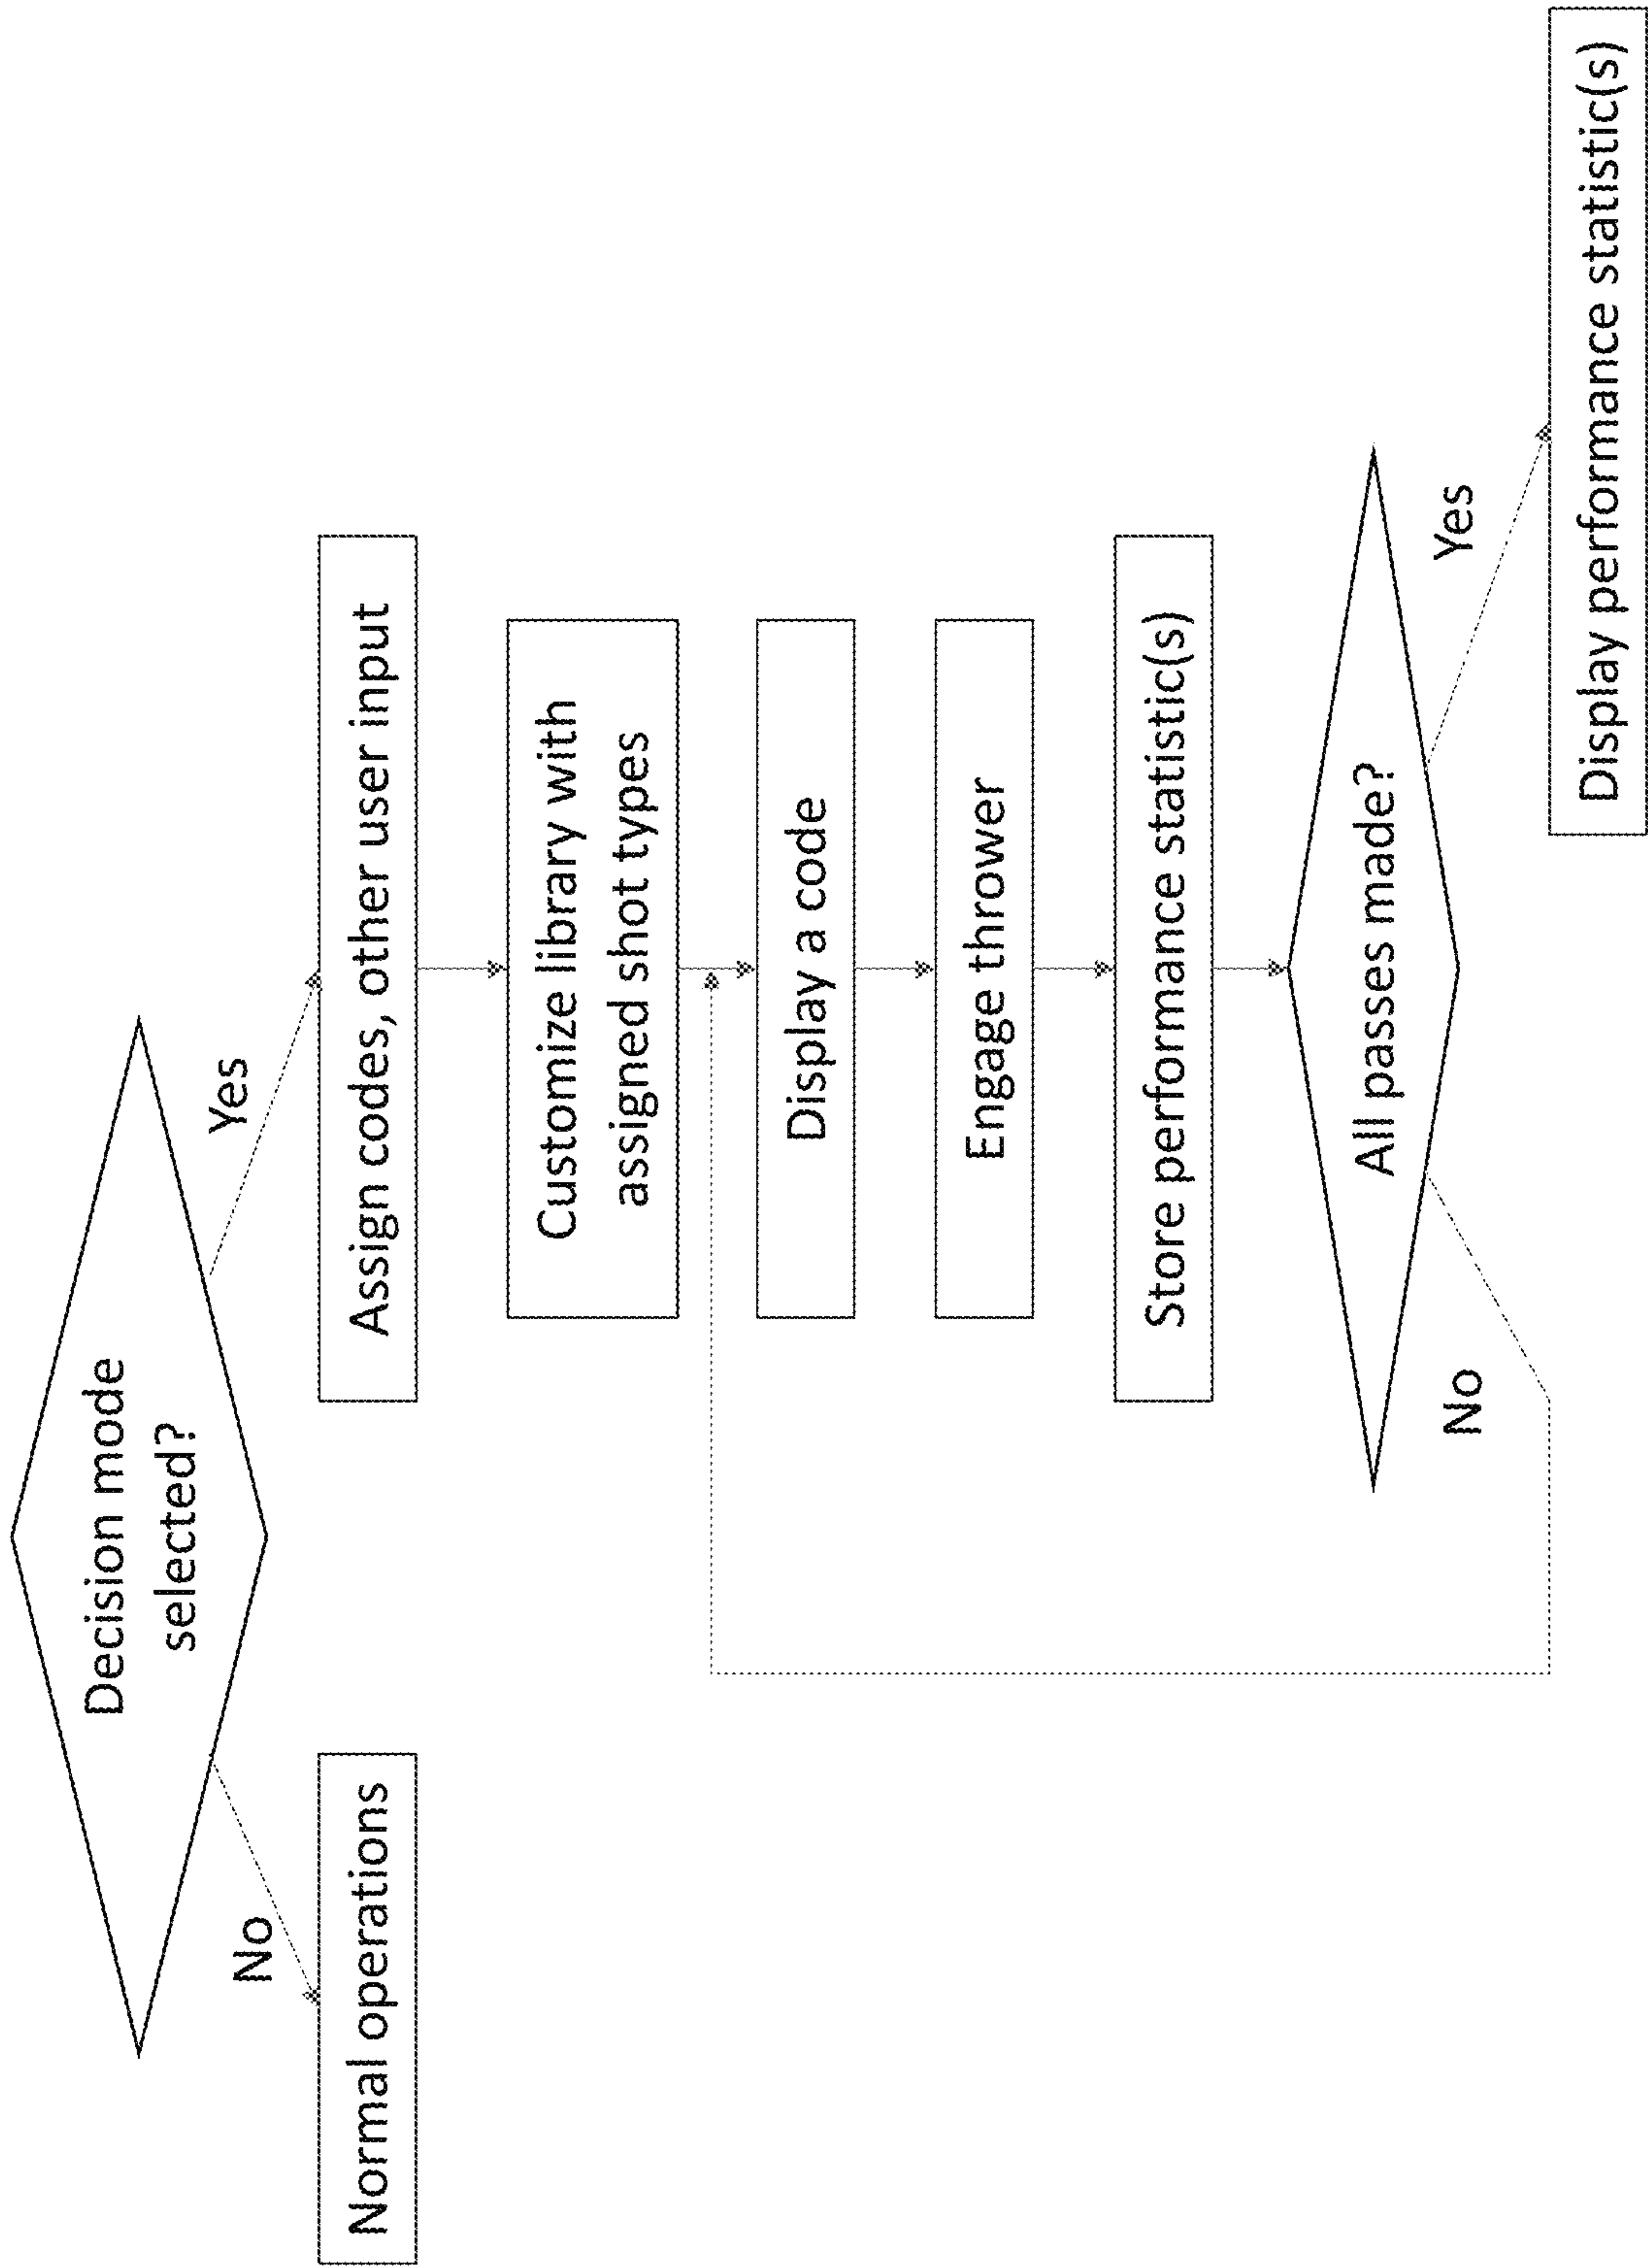 Decision mode
selected?
No
Yes
Normal operations
Assign codes, other user input
Customize library with
assigned shot types
Display a code
Engage thrower
Store performance statistic(s)
All passes made?
No
Yes
Display performance statistic(s)